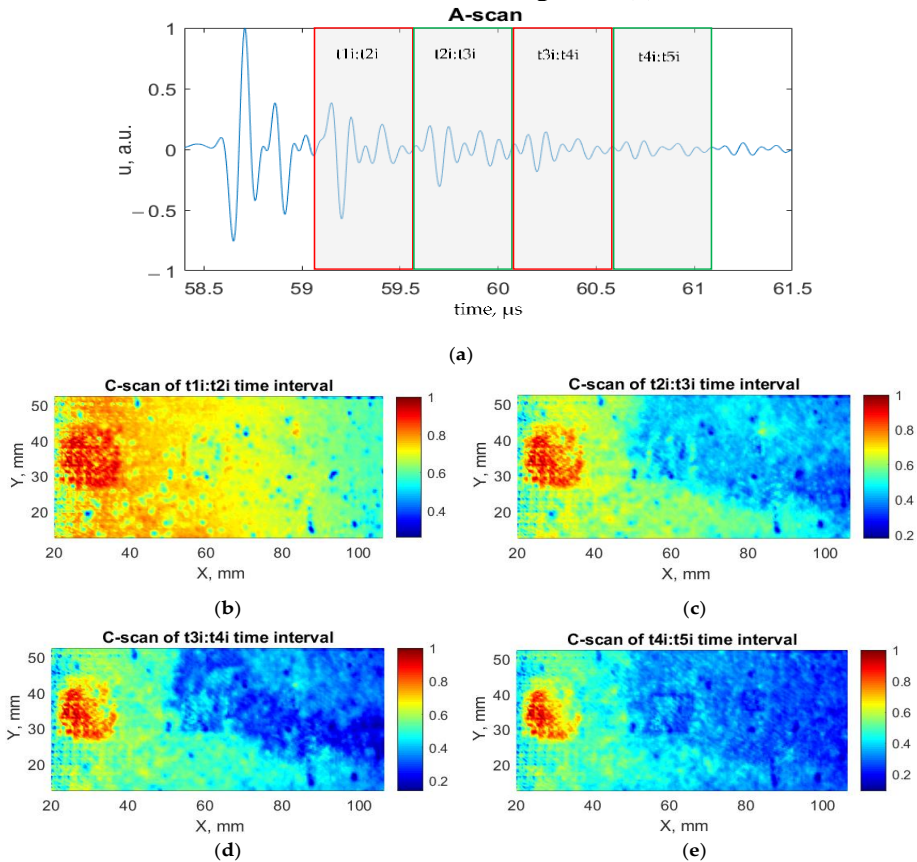 A-scan
1
0.5
0
−0.5
−1
u, a.u.
t1i:t2i
t2i:t3i
t3i:t4i
t4i:t5i
58.5
59
59.5
60
60.5
61
61.5
time, µs
(a)
C-scan of t1i:t2i time interval
50
40
30
20
Y, mm
20
40
60
80
100
X, mm
1
0.8
0.6
0.4
(b)
C-scan of t2i:t3i time interval
50
40
30
20
Y, mm
20
40
60
80
100
X, mm
1
0.8
0.6
0.4
0.2
(c)
C-scan of t3i:t4i time interval
50
40
30
20
Y, mm
20
40
60
80
100
X, mm
1
0.8
0.6
0.4
0.2
(d)
C-scan of t4i:t5i time interval
50
40
30
20
Y, mm
20
40
60
80
100
X, mm
1
0.8
0.6
0.4
0.2
(e)